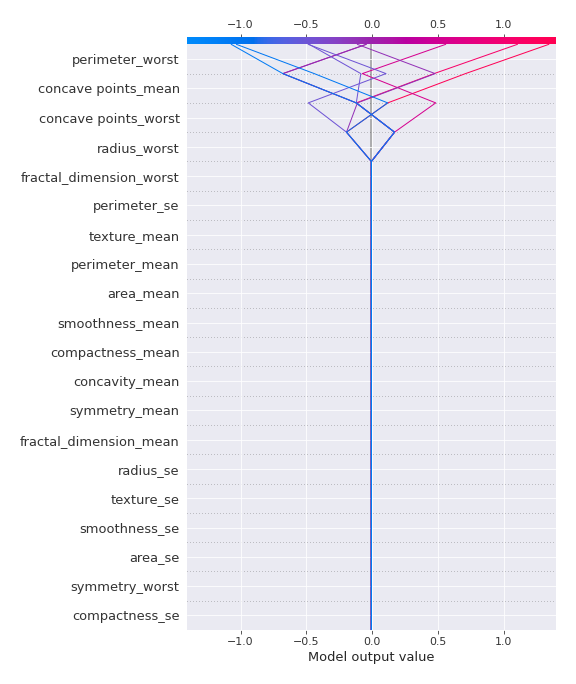 −1.0 −0.5 0.0 0.5 1.0
perimeter_worst
concave points_mean
concave points_worst
radius_worst
fractal_dimension_worst
perimeter_se
texture_mean
perimeter_mean
area_mean
smoothness_mean
compactness_mean
concavity_mean
symmetry_mean
fractal_dimension_mean
radius_se
texture_se
smoothness_se
area_se
symmetry_worst
compactness_se
−1.0 −0.5 0.0 0.5 1.0
Model output value